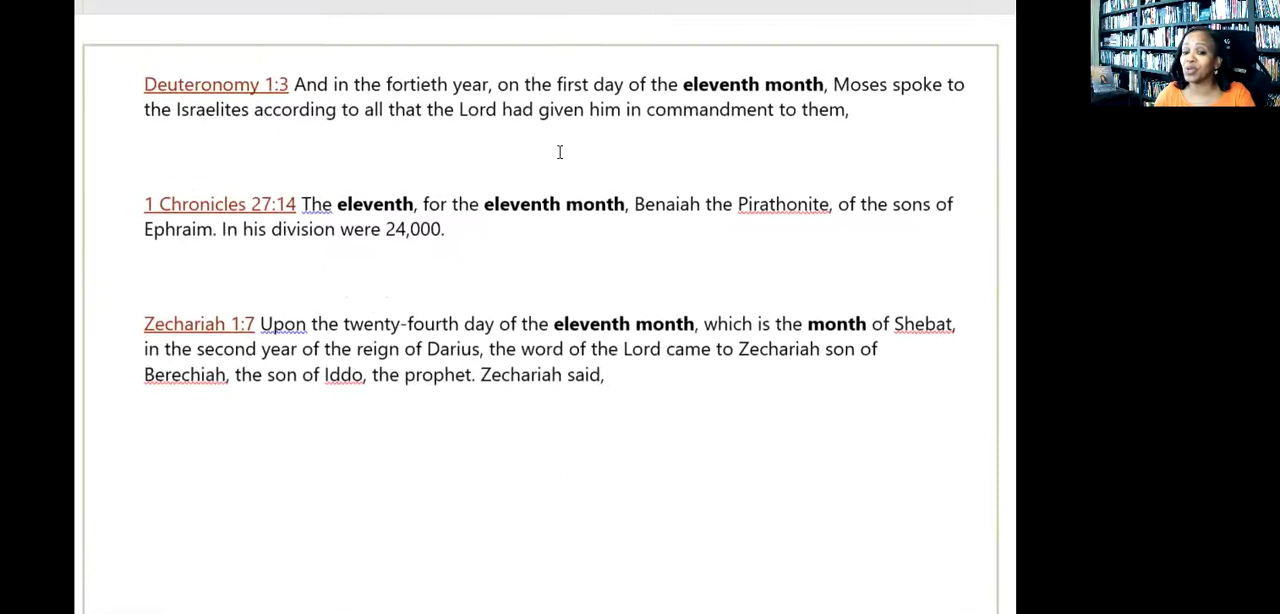 Deuteronomy 1:3 And in the fortieth year, on the first day of the eleventh month, Moses spoke to
the Israelites according to all that the Lord had given him in commandment to them,
1 Chronicles 27:14 The eleventh, for the eleventh month, Benaiah the Pirathonite, of the sons of
Ephraim. In his division were 24,000.
Zechariah 1:7 Upon the twenty-fourth day of the eleventh month, which is the month of Shebat,
in the second year of the reign of Darius, the word of the Lord came to Zechariah son of
Berechiah, the son of Iddo, the prophet. Zechariah said,